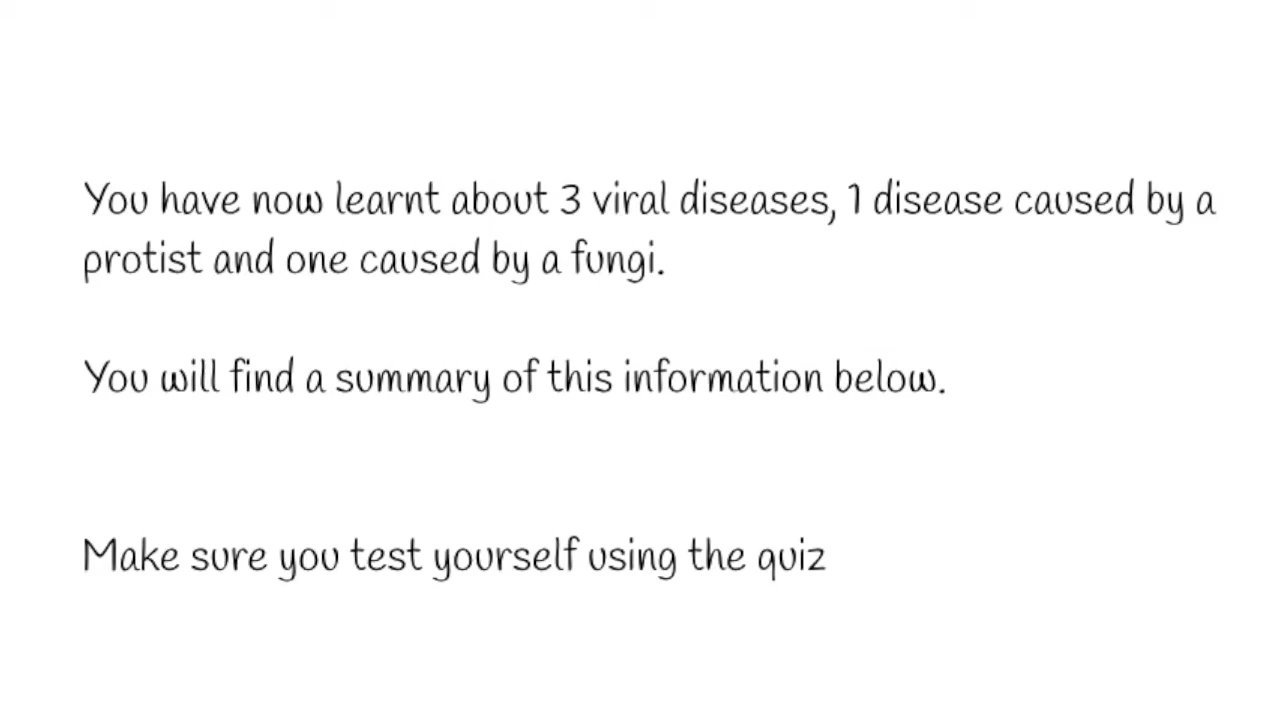 You have now learnt about 3 viral diseases, 1 disease caused by a
protist and one caused by a fungi.
You will find a summary of this information below.
Make sure you test yourself using the quiz